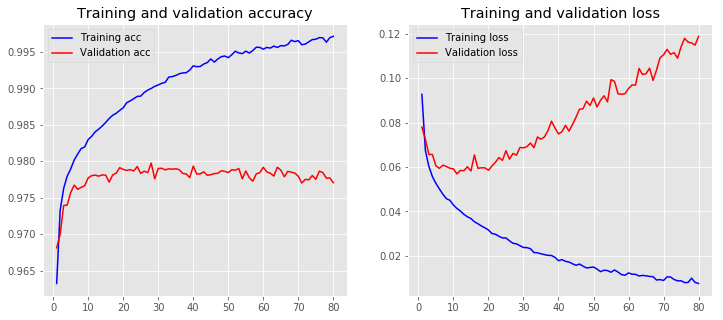 Training and validation accuracy
Training acc
Validation acc
0.995
0.990
0.985
0.980
0.975
0.970
0.965
0 10 20 30 40 50 60 70 80
Training and validation loss
Training loss
Validation loss
0.12
0.10
0.08
0.06
0.04
0.02
0 10 20 30 40 50 60 70 80